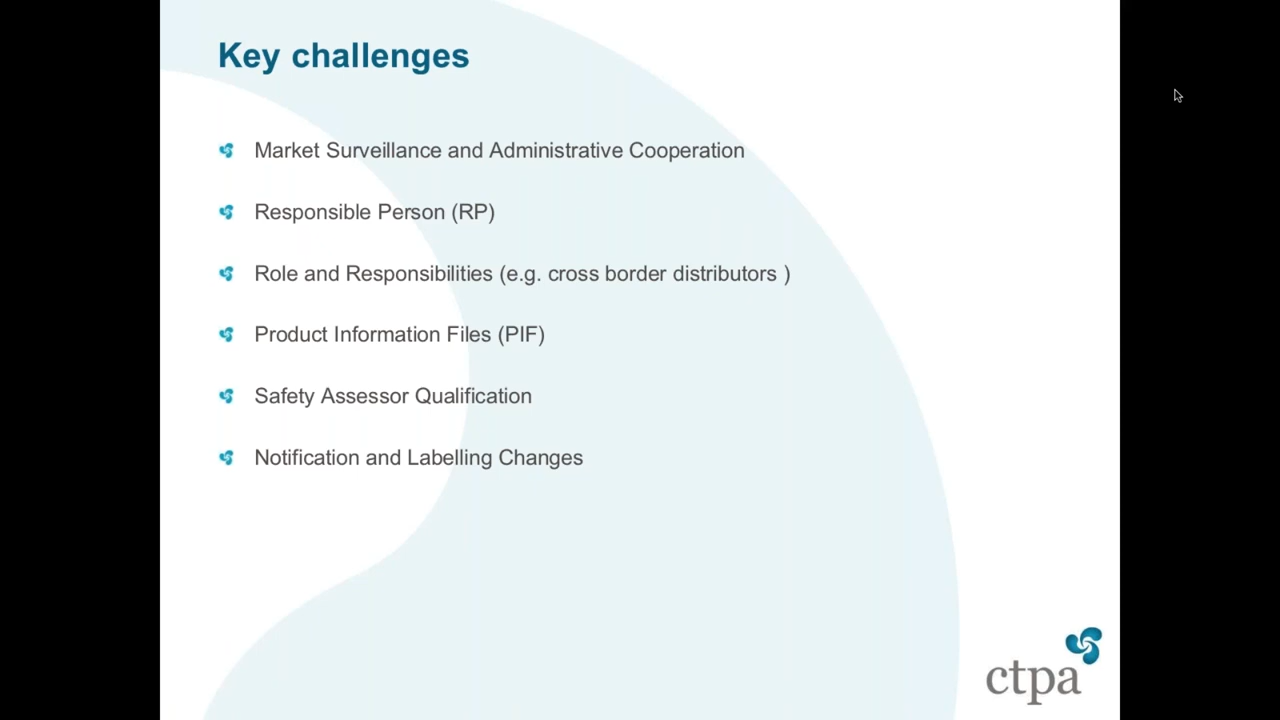 Key challenges
Market Surveillance and Administrative Cooperation
Responsible Person (RP)
Role and Responsibilities (e.g. cross border distributors )
Product Information Files (PIF)
Safety Assessor Qualification
Notification and Labelling Changes
ctpa